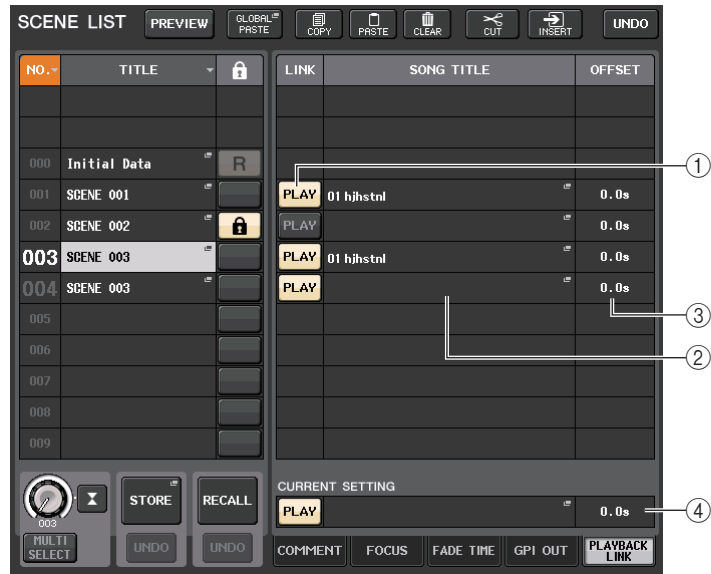 SCENE LIST PREVIEW GLOBAL PASTE COPY PASTE CLEAR CUT INSERT UNDO
NO. TITLE LINK SONG TITLE OFFSET
000 Initial Data R
001 SCENE 001 PLAY 01 hjhstnl 0.0s
002 SCENE 002 PLAY 0.0s
003 SCENE 003 PLAY 01 hjhstnl 0.0s
004 SCENE 003 PLAY 0.0s
005
006
007
008
009
① 
③
②
003 STORE RECALL
MULTI SELECT UNDO UNDO
CURRENT SETTING
PLAY 0.0s ④
COMMENT FOCUS FADE TIME GPI OUT PLAYBACK LINK